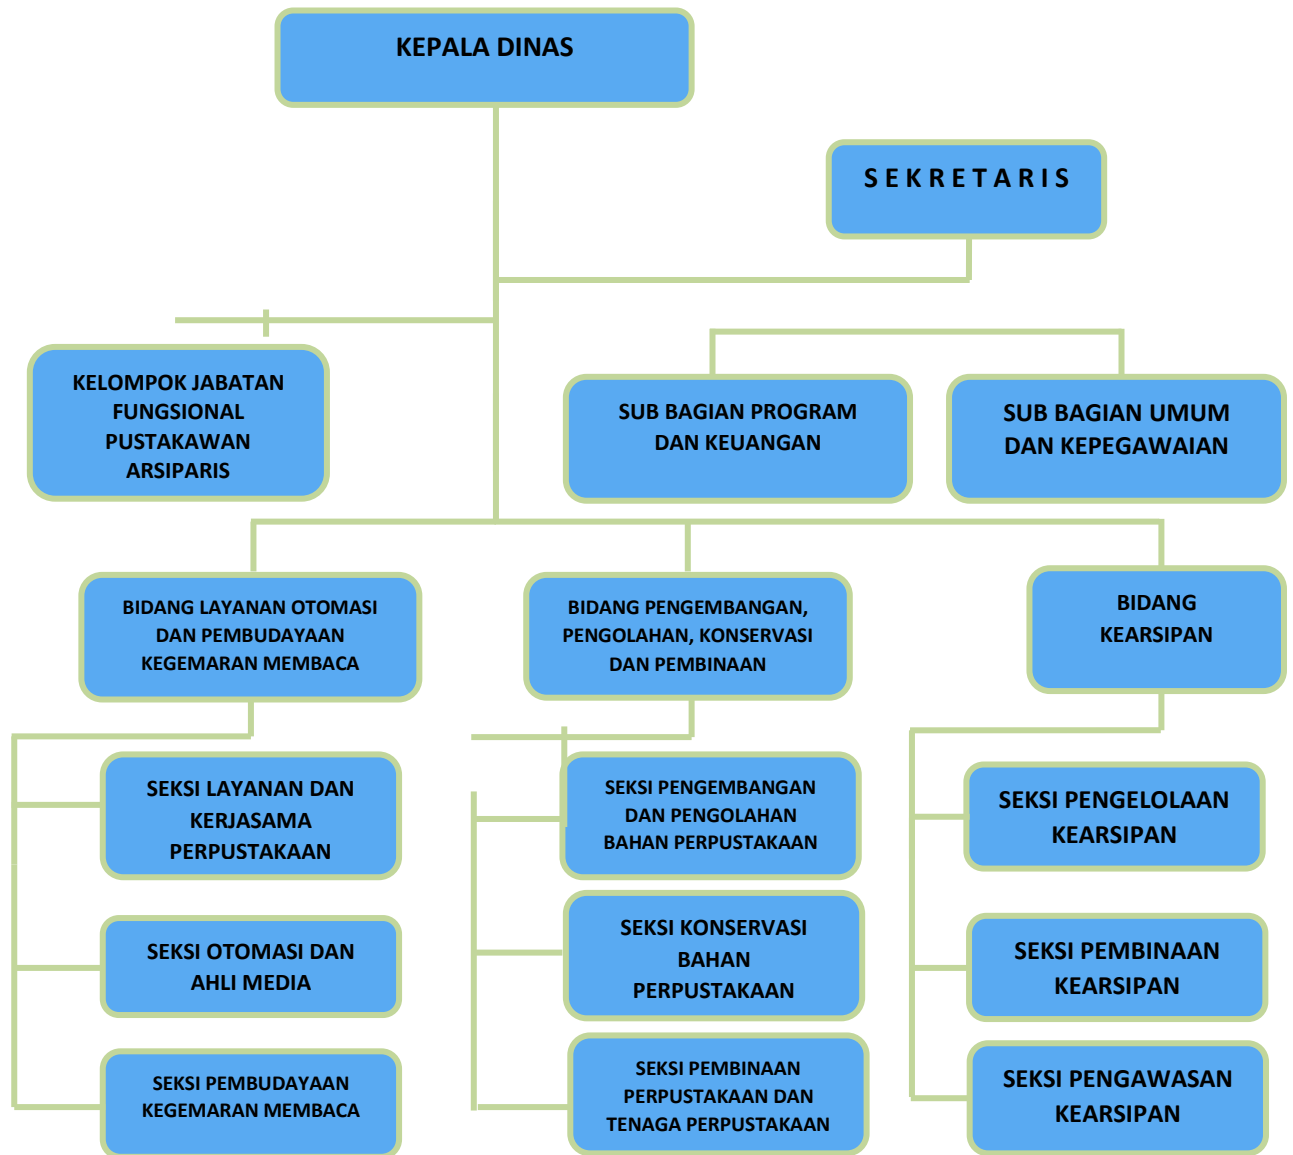 KEPALA DINAS
S E K R E T A R I S
KELOMPOK JABATAN
FUNGSIONAL
PUSTAKAWAN
ARSIPARIS
SUB BAGIAN PROGRAM
DAN KEUANGAN
SUB BAGIAN UMUM
DAN KEPEGAWAIAN
BIDANG LAYANAN OTOMASI
DAN PEMBUDAYAAN
KEGEMARAN MEMBACA
BIDANG PENGEMBANGAN,
PENGOLAHAN, KONSERVASI
DAN PEMBINAAN
BIDANG
KEARSIPAN
SEKSI LAYANAN DAN
KERJASAMA
PERPUSTAKAAN
SEKSI PENGEMBANGAN
DAN PENGOLAHAN
BAHAN PERPUSTAKAAN
SEKSI PENGELOLAAN
KEARSIPAN
SEKSI OTOMASI DAN
AHLI MEDIA
SEKSI KONSERVASI
BAHAN
PERPUSTAKAAN
SEKSI PEMBINAAN
KEARSIPAN
SEKSI PEMBUDAYAAN
KEGEMARAN MEMBACA
SEKSI PEMBINAAN
PERPUSTAKAAN DAN
TENAGA PERPUSTAKAAN
SEKSI PENGAWASAN
KEARSIPAN